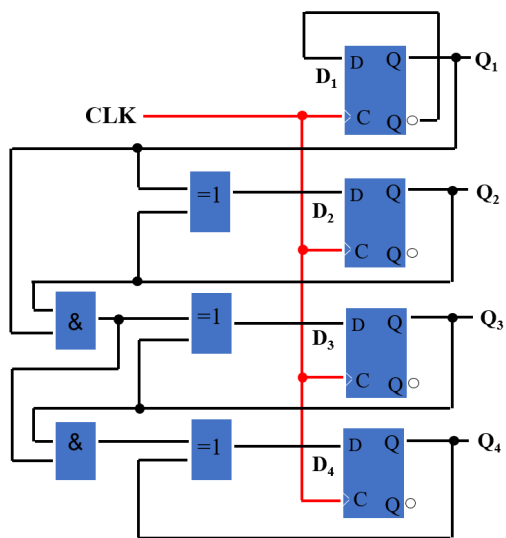 D Q
D₁
Q₁
CLK
C Q
=1
D Q
D₂
Q₂
C Q
&
=1
D Q
D₃
Q₃
C Q
&
=1
D Q
D₄
Q₄
C Q